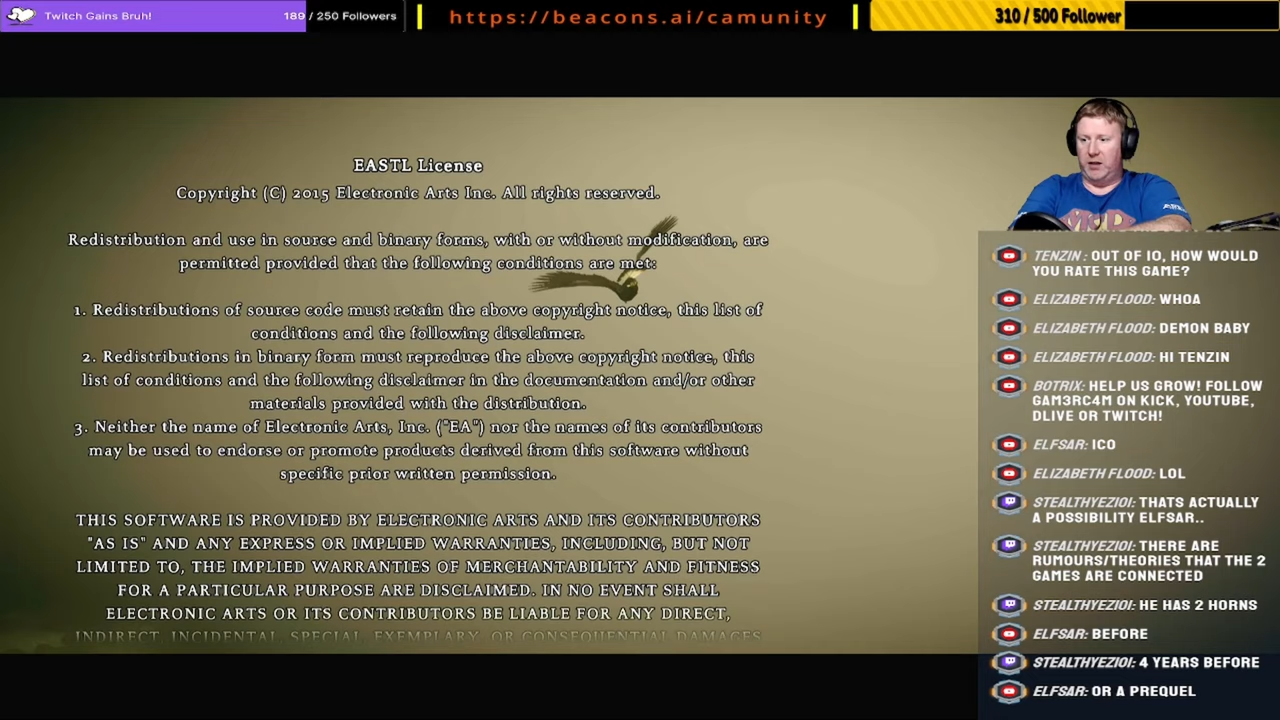 Twitch Gains Bruh!
189 / 250 Followers
https://beacons.ai/camunity
310 / 500 Follower
EASTL License
Copyright (C) 2015 Electronic Arts Inc. All rights reserved.
Redistribution and use in source and binary forms, with or without modification, are
permitted provided that the following conditions are met:
1. Redistributions of source code must retain the above copyright notice, this list of
conditions and the following disclaimer.
2. Redistributions in binary form must reproduce the above copyright notice, this
list of conditions and the following disclaimer in the documentation and/or other
materials provided with the distribution.
3. Neither the name of Electronic Arts, Inc. ("EA") nor the names of its contributors
may be used to endorse or promote products derived from this software without
specific prior written permission.
THIS SOFTWARE IS PROVIDED BY ELECTRONIC ARTS AND ITS CONTRIBUTORS
"AS IS" AND ANY EXPRESS OR IMPLIED WARRANTIES, INCLUDING, BUT NOT
LIMITED TO, THE IMPLIED WARRANTIES OF MERCHANTABILITY AND FITNESS
FOR A PARTICULAR PURPOSE ARE DISCLAIMED. IN NO EVENT SHALL
ELECTRONIC ARTS OR ITS CONTRIBUTORS BE LIABLE FOR ANY DIRECT,
INDIRECT, INCIDENTAL, SPECIAL, EXEMPLARY, OR CONSEQUENTIAL DAMAGES
TENZIN : OUT OF 10, HOW WOULD
YOU RATE THIS GAME?
ELIZABETH FLOOD: WHOA
ELIZABETH FLOOD: DEMON BABY
ELIZABETH FLOOD: HI TENZIN
BOTRIX: HELP US GROW! FOLLOW
GAM3RC4M ON KICK, YOUTUBE,
DLIVE OR TWITCH!
ELFSAR: ICO
ELIZABETH FLOOD: LOL
STEALTHYEZIO1: THATS ACTUALLY
A POSSIBILITY ELFSAR..
STEALTHYEZIO1: THERE ARE
RUMOURS/THEORIES THAT THE 2
GAMES ARE CONNECTED
STEALTHYEZIO1: HE HAS 2 HORNS
ELFSAR: BEFORE
STEALTHYEZIO1: 4 YEARS BEFORE
ELFSAR: OR A PREQUEL